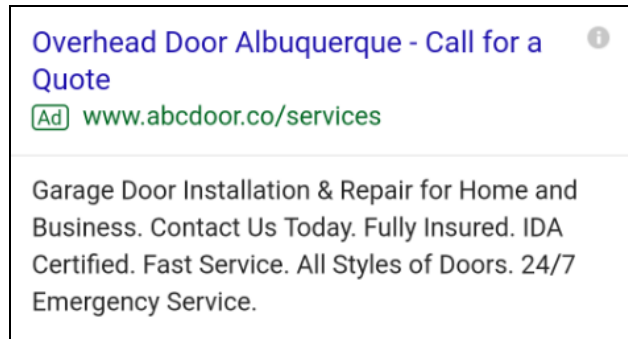 Overhead Door Albuquerque - Call for a
Quote
Ad www.abcdoor.co/services
Garage Door Installation & Repair for Home and
Business. Contact Us Today. Fully Insured. IDA
Certified. Fast Service. All Styles of Doors. 24/7
Emergency Service.